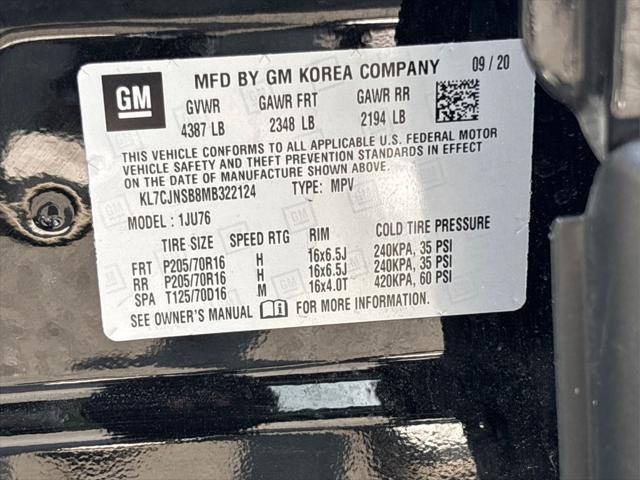 GM
MFD BY GM KOREA COMPANY 09 / 20
GVWR GAWR FRT GAWR RR
4387 LB 2348 LB 2194 LB
THIS VEHICLE CONFORMS TO ALL APPLICABLE U.S. FEDERAL MOTOR
VEHICLE SAFETY AND THEFT PREVENTION STANDARDS IN EFFECT
ON THE DATE OF MANUFACTURE SHOWN ABOVE.
KL7CJNSB8MB322124 TYPE: MPV
MODEL : 1JU76
TIRE SIZE SPEED RTG RIM COLD TIRE PRESSURE
FRT P205/70R16 H 16x6.5J 240KPA, 35 PSI
RR P205/70R16 H 16x6.5J 240KPA, 35 PSI
SPA T125/70D16 M 16x4.0T 420KPA, 60 PSI
SEE OWNER'S MANUAL FOR MORE INFORMATION.